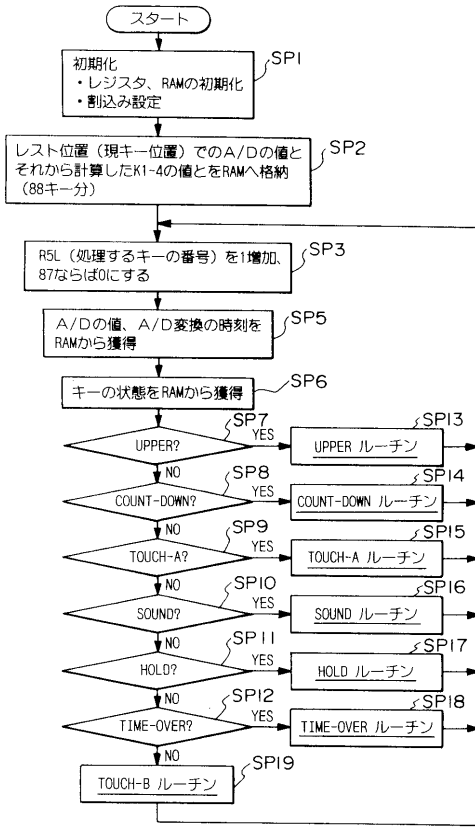 スタート
SP1
初期化
・レジスタ、RAMの初期化
・割込み設定
SP2
レスト位置（現キー位置）でのA/Dの値と
それから計算したK1-4の値とをRAMへ格納
（88キー分）
SP3
R5L（処理するキーの番号）を1増加、
87ならば0にする
SP5
A/Dの値、A/D変換の時刻を
RAMから獲得
SP6
キーの状態をRAMから獲得
SP7
UPPER?
YES
SP13
UPPER ルーチン
NO
SP8
COUNT-DOWN?
YES
SP14
COUNT-DOWN ルーチン
NO
SP9
TOUCH-A?
YES
SP15
TOUCH-A ルーチン
NO
SP10
SOUND?
YES
SP16
SOUND ルーチン
NO
SP11
HOLD?
YES
SP17
HOLD ルーチン
NO
SP12
TIME-OVER?
YES
SP18
TIME-OVER ルーチン
NO
SP19
TOUCH-B ルーチン